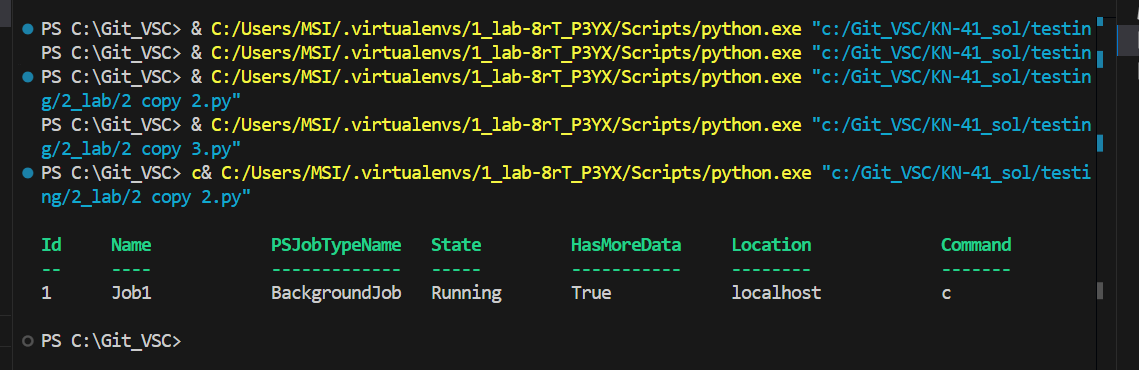 PS C:\Git_VSC> & C:/Users/MSI/.virtualenvs/1_lab-8rT_P3YX/Scripts/python.exe "c:/Git_VSC/KN-41_sol/testin
PS C:\Git_VSC> & C:/Users/MSI/.virtualenvs/1_lab-8rT_P3YX/Scripts/python.exe "c:/Git_VSC/KN-41_sol/testin
PS C:\Git_VSC> & C:/Users/MSI/.virtualenvs/1_lab-8rT_P3YX/Scripts/python.exe "c:/Git_VSC/KN-41_sol/testin
g/2_lab/2 copy 2.py"
PS C:\Git_VSC> & C:/Users/MSI/.virtualenvs/1_lab-8rT_P3YX/Scripts/python.exe "c:/Git_VSC/KN-41_sol/testin
g/2_lab/2 copy 3.py"
PS C:\Git_VSC> c& C:/Users/MSI/.virtualenvs/1_lab-8rT_P3YX/Scripts/python.exe "c:/Git_VSC/KN-41_sol/testi
ng/2_lab/2 copy 2.py"
Id     Name            PSJobTypeName   State         HasMoreData     Location             Command
--     ----            -------------   -----         -----------     --------             -------
1      Job1            BackgroundJob   Running       True            localhost            c
PS C:\Git_VSC>